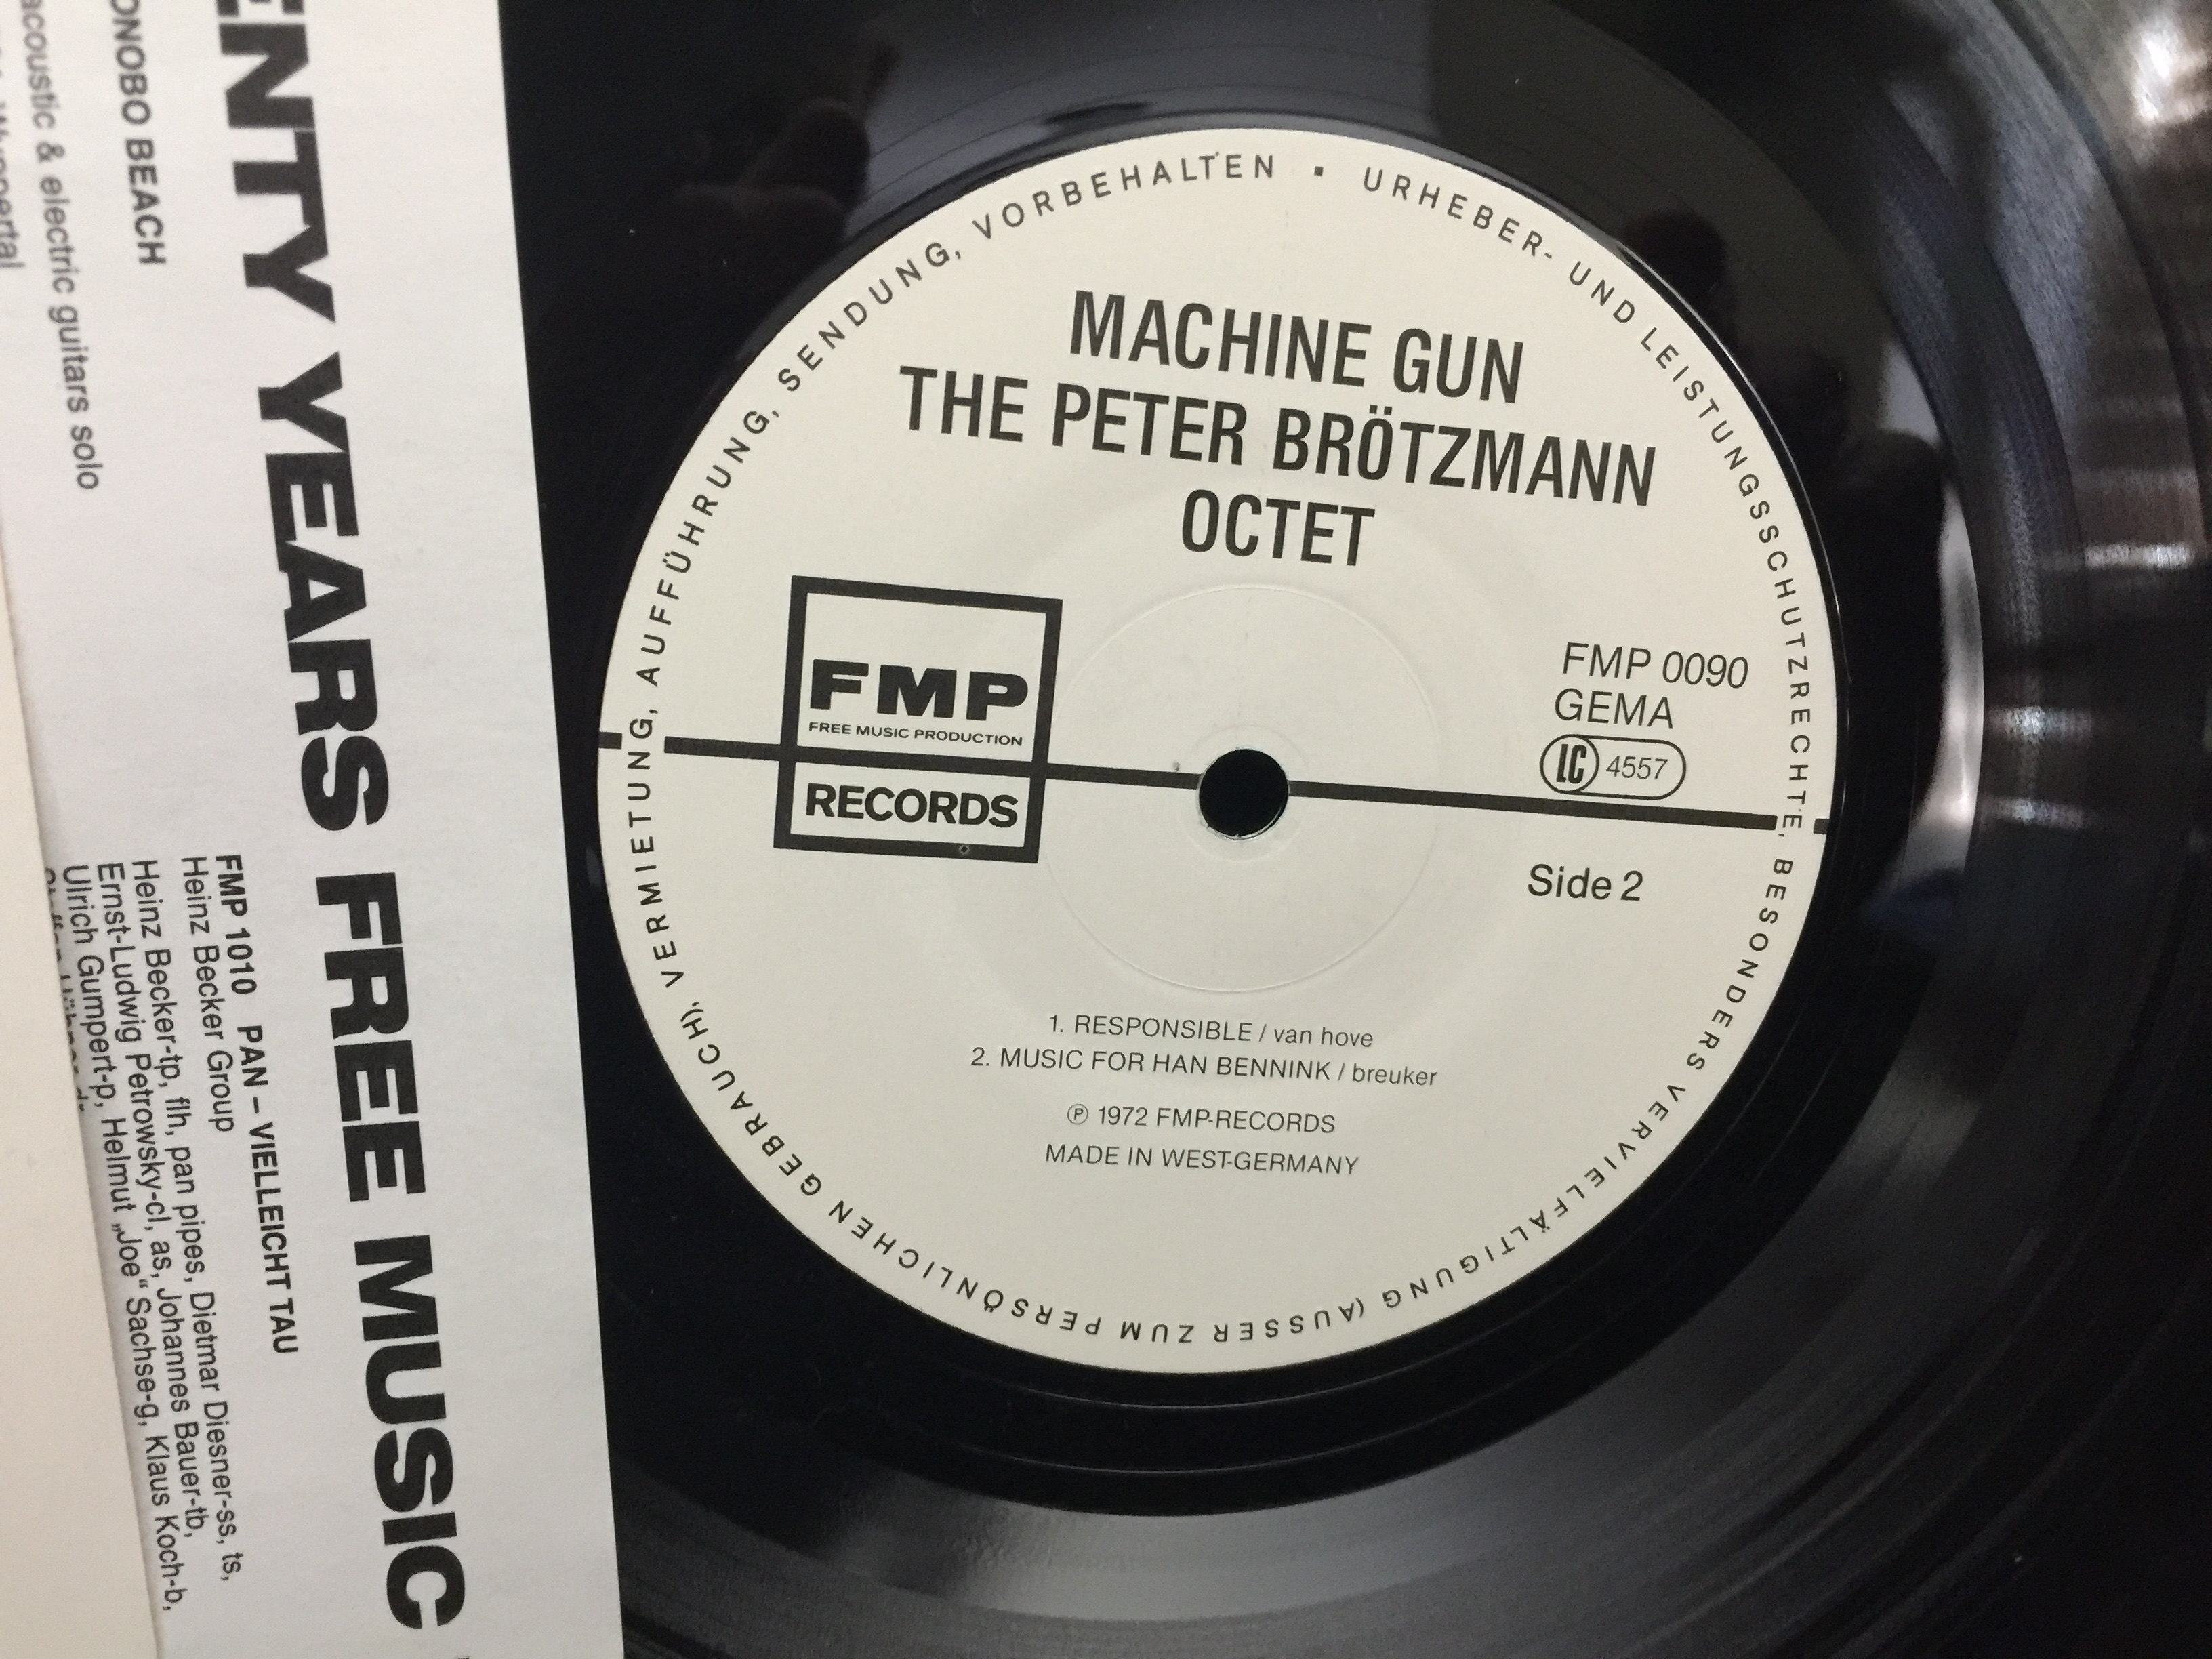 MACHINE GUN
THE PETER BRÖTZMANN
OCTET
FMP
FREE MUSIC PRODUCTION
RECORDS
FMP 0090
GEMA
LC 4557
Side 2
1. RESPONSIBLE / van hove
2. MUSIC FOR HAN BENNINK / breuker
℗ 1972 FMP-RECORDS
MADE IN WEST-GERMANY
URHEBER- UND LEISTUNGSSCHUTZRECHTE, BESONDERS VERVIELFÄLTIGUNG (AUSSER ZUM PERSÖNLICHEN GEBRAUCH), VERMIETUNG, AUFFÜHRUNG, SENDUNG, VORBEHALTEN ▪
ENTY YEARS FREE MUSIC
ONOBO BEACH
acoustic & electric guitars solo
Wuppertal
FMP 1010 PAN – VIELLEICHT TAU
Heinz Becker Group
Heinz Becker-tp, flh, pan pipes, Dietmar Diesner-ss, ts,
Ernst-Ludwig Petrowsky-cl, as, Johannes Bauer-tb,
Ulrich Gumpert-p, Helmut „Joe“ Sachse-g, Klaus Koch-b,